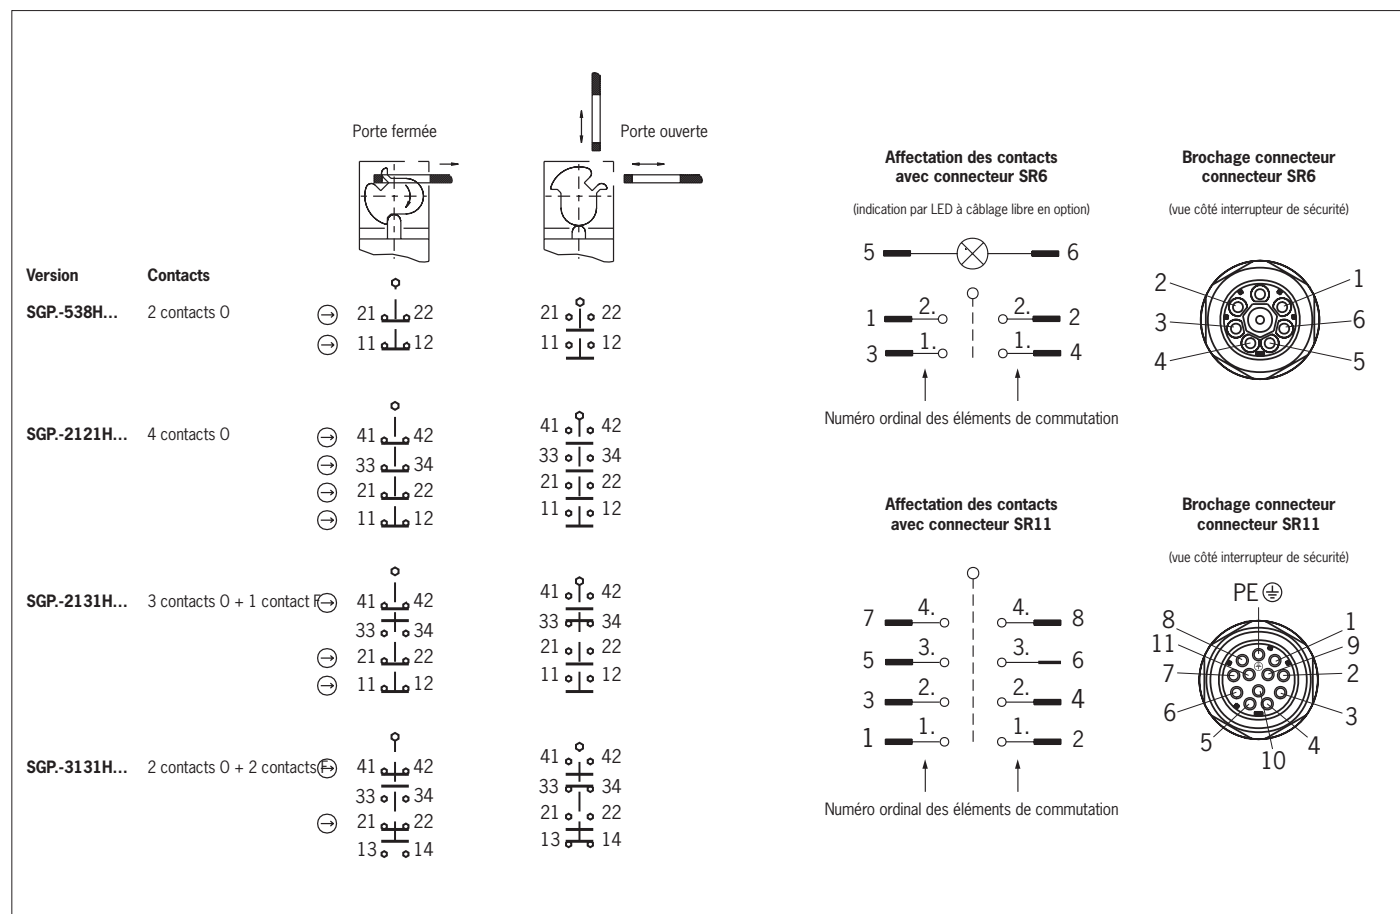 Porte fermée
Porte ouverte
Version Contacts
SGP.-538H... 2 contacts O
21 22
11 12
21 22
11 12
SGP.-2121H... 4 contacts O
41 42
33 34
21 22
11 12
41 42
33 34
21 22
11 12
SGP.-2131H... 3 contacts O + 1 contact F
41 42
33 34
21 22
11 12
41 42
33 34
21 22
11 12
SGP.-3131H... 2 contacts O + 2 contacts F
41 42
33 34
21 22
13 14
41 42
33 34
21 22
13 14
Affectation des contacts
avec connecteur SR6
(indication par LED à câblage libre en option)
5 6
1 2. 2. 2
3 1. 1. 4
Numéro ordinal des éléments de commutation
Brochage connecteur
connecteur SR6
(vue côté interrupteur de sécurité)
2 1
3 6
4 5
Affectation des contacts
avec connecteur SR11
7 4. 4. 8
5 3. 3. 6
3 2. 2. 4
1 1. 1. 2
Numéro ordinal des éléments de commutation
Brochage connecteur
connecteur SR11
(vue côté interrupteur de sécurité)
PE
8 1
11 9
7 2
6 3
5 4
10